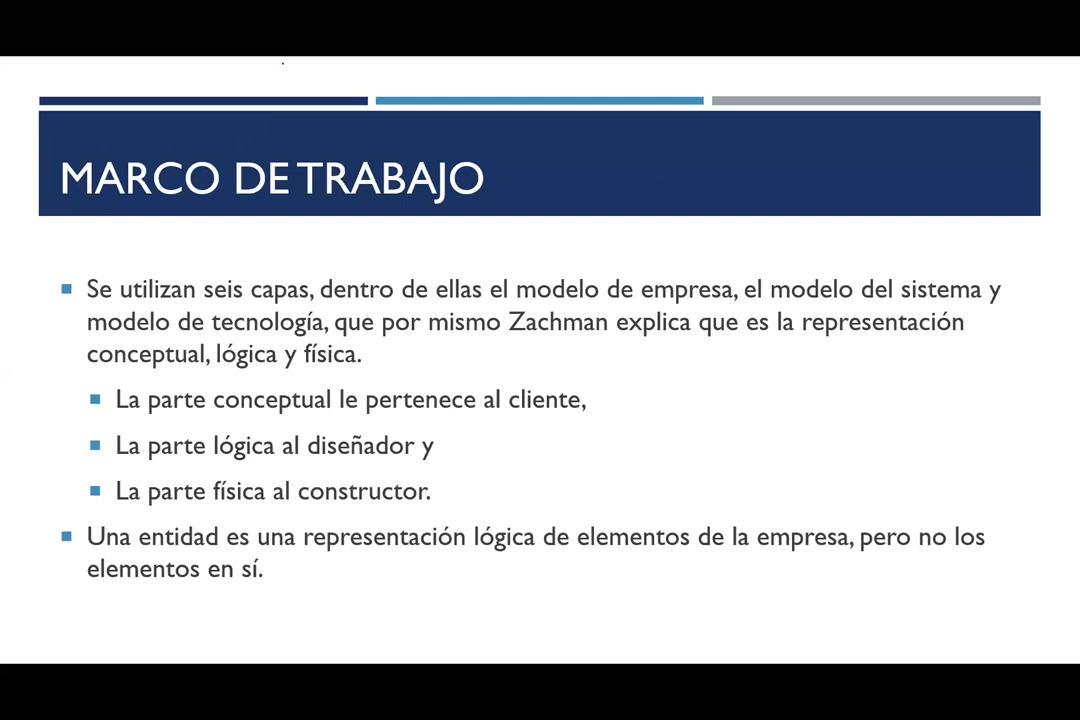 MARCO DE TRABAJO
Se utilizan seis capas, dentro de ellas el modelo de empresa, el modelo del sistema y
modelo de tecnología, que por mismo Zachman explica que es la representación
conceptual, lógica y física.
La parte conceptual le pertenece al cliente,
La parte lógica al diseñador y
La parte física al constructor.
Una entidad es una representación lógica de elementos de la empresa, pero no los
elementos en sí.